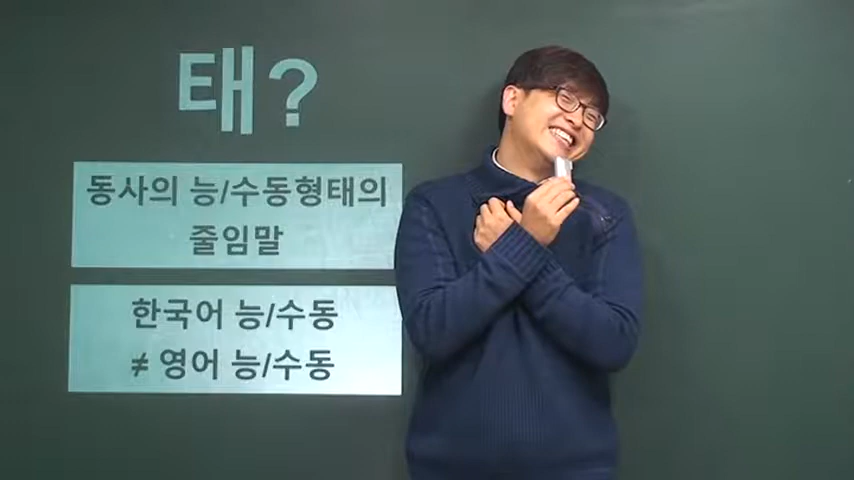 태?
동사의 능/수동형태의
줄임말
한국어 능/수동
≠ 영어 능/수동